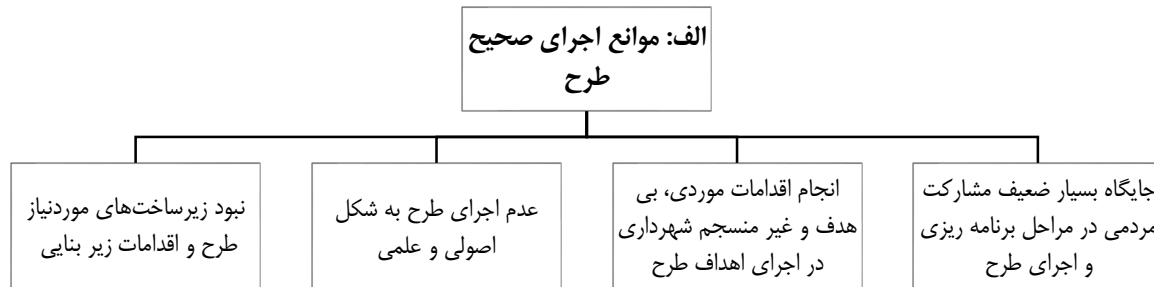 الف: موانع اجرای صحیح
طرح
جایگاه بسیار ضعیف مشارکت
مردمی در مراحل برنامه ریزی
و اجرای طرح
انجام اقدامات موردی، بی
هدف و غیر منسجم شهرداری
در اجرای اهداف طرح
عدم اجرای طرح به شکل
اصولی و علمی
نبود زیرساخت‌های موردنیاز
طرح و اقدامات زیر بنایی